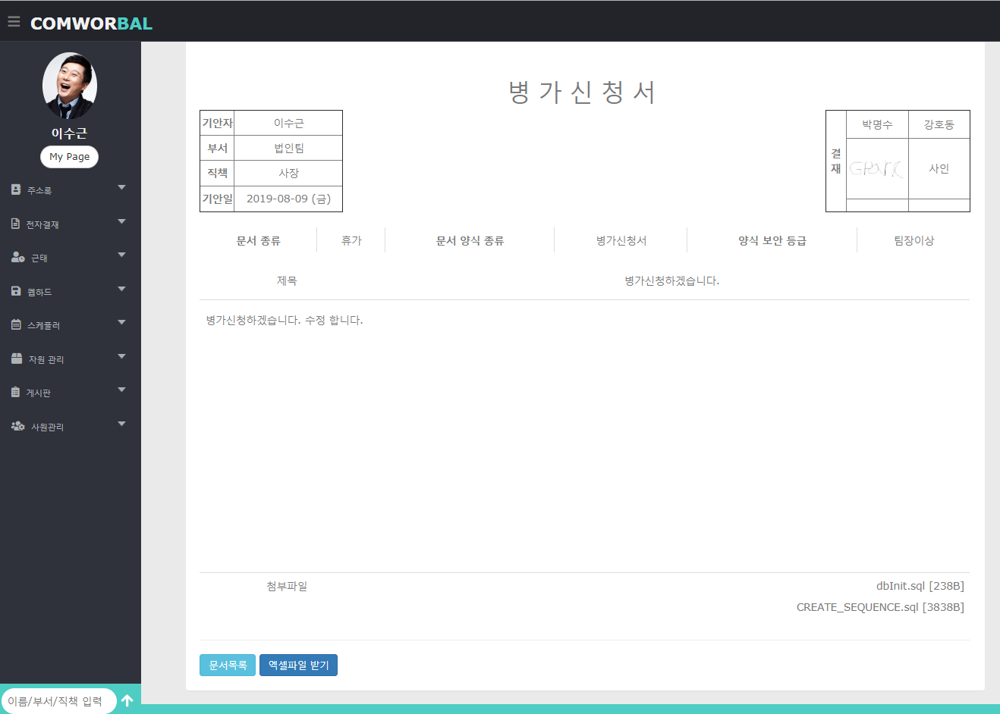 COMWORBAL
이수근
My Page
주소록
전자결재
근태
웹하드
스케쥴러
자원 관리
게시판
사원관리
이름/부서/직책 입력
병 가 신 청 서
기안자 이수근
부서 법인팀
직책 사장
기안일 2019-08-09 (금)
결재
박명수 강호동
사인
문서 종류 휴가 문서 양식 종류 병가신청서 양식 보안 등급 팀장이상
제목 병가신청하겠습니다.
병가신청하겠습니다. 수정 합니다.
첨부파일 dbInit.sql [238B]
CREATE_SEQUENCE.sql [3838B]
문서목록 엑셀파일 받기